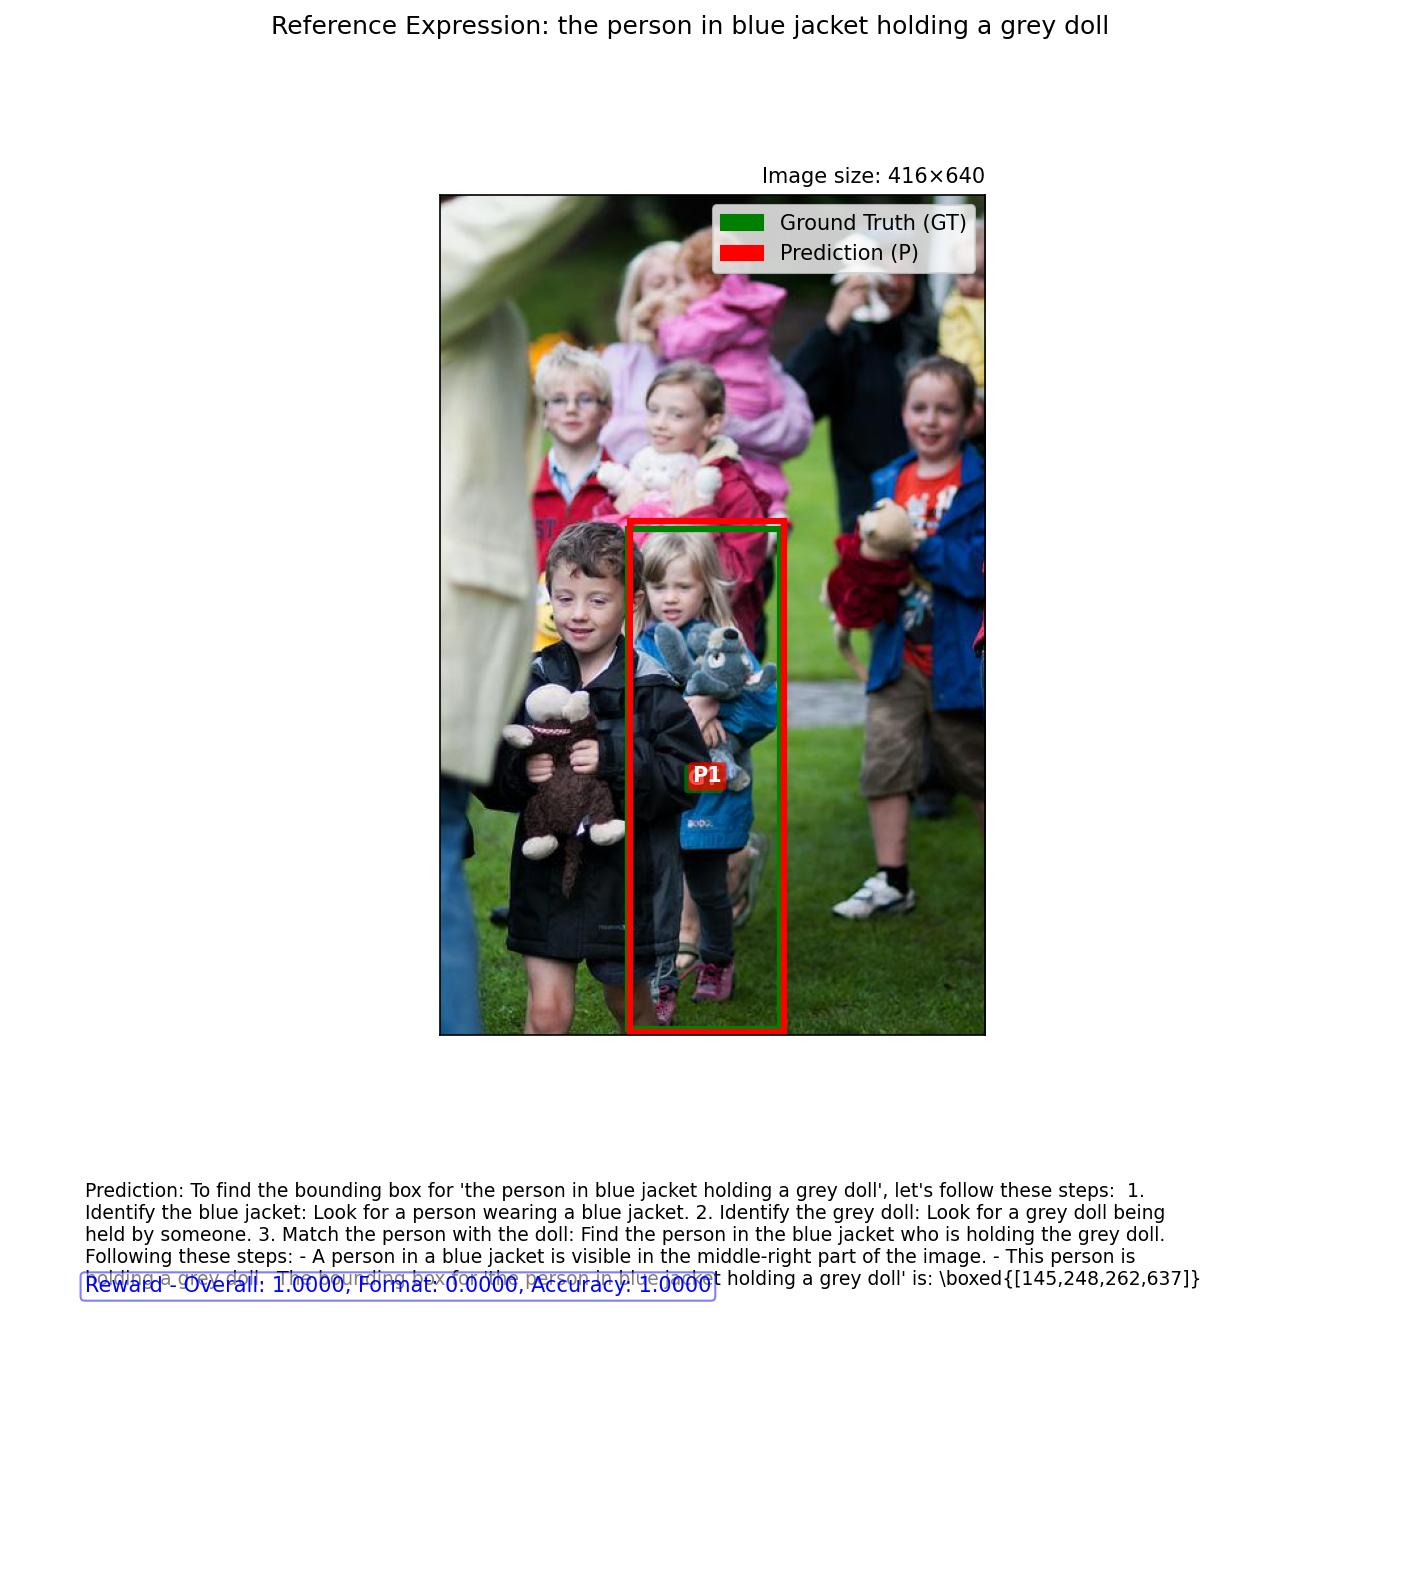 Reference Expression: the person in blue jacket holding a grey doll
Image size: 416×640
Ground Truth (GT)
Prediction (P)
ST
P1
Prediction: To find the bounding box for 'the person in blue jacket holding a grey doll', let's follow these steps:  1.
Identify the blue jacket: Look for a person wearing a blue jacket. 2. Identify the grey doll: Look for a grey doll being
held by someone. 3. Match the person with the doll: Find the person in the blue jacket who is holding the grey doll.
Following these steps: - A person in a blue jacket is visible in the middle-right part of the image. - This person is
holding a grey doll.  The bounding box for 'the person in blue jacket holding a grey doll' is: \boxed{[145,248,262,637]}
Reward - Overall: 1.0000, Format: 0.0000, Accuracy: 1.0000